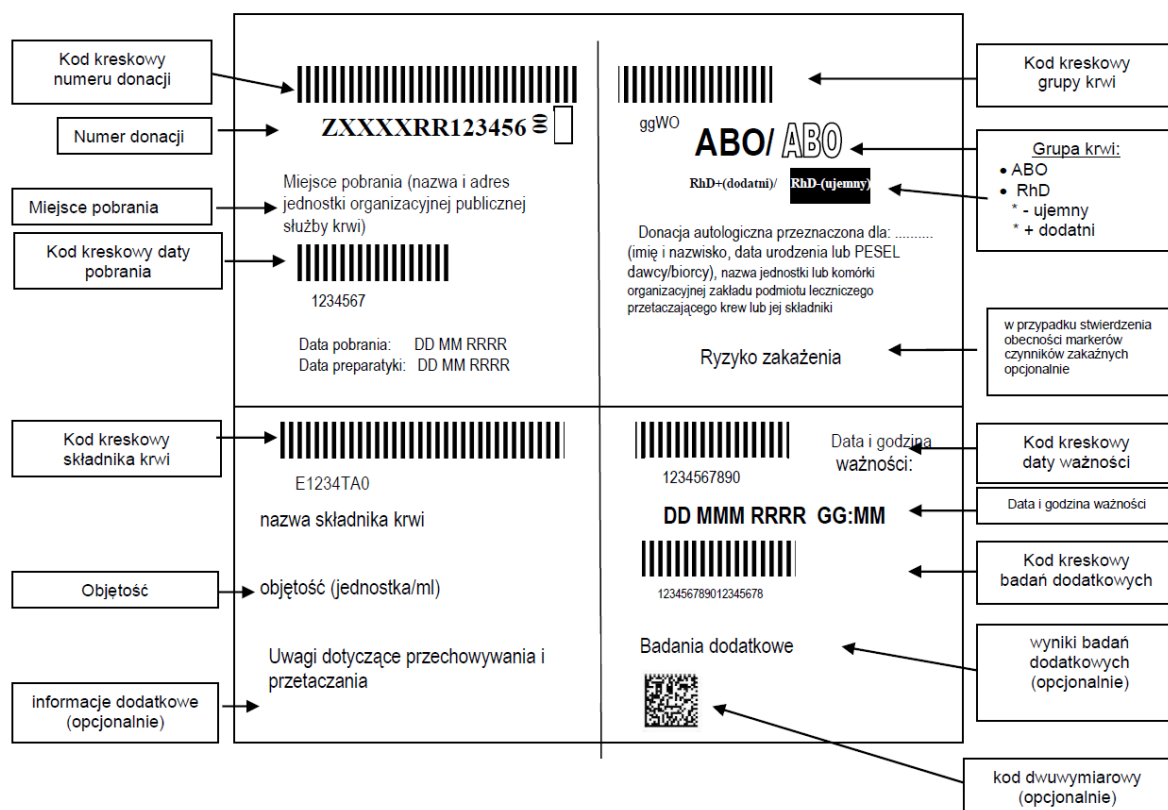 Kod kreskowy
numeru donacji
Numer donacji
Miejsce pobrania
Kod kreskowy daty
pobrania
Kod kreskowy
składnika krwi
Objętość
informacje dodatkowe
(opcjonalnie)
ZXXXXRR123456 00
Miejsce pobrania (nazwa i adres
jednostki organizacyjnej publicznej
służby krwi)
1234567
Data pobrania: DD MM RRRR
Data preparatyki: DD MM RRRR
ggWO
ABO/ ABO
RhD+(dodatni)/ RhD-(ujemny)
Donacja autologiczna przeznaczona dla: ..........
(imię i nazwisko, data urodzenia lub PESEL
dawcy/biorcy), nazwa jednostki lub komórki
organizacyjnej zakładu podmiotu leczniczego
przetaczającego krew lub jej składniki
Ryzyko zakażenia
E1234TA0
nazwa składnika krwi
objętość (jednostka/ml)
Uwagi dotyczące przechowywania i
przetaczania
Data i godzina
ważności:
1234567890
DD MMM RRRR GG:MM
123456789012345678
Badania dodatkowe
Kod kreskowy
grupy krwi
Grupa krwi:
• ABO
• RhD
* - ujemny
* + dodatni
w przypadku stwierdzenia
obecności markerów
czynników zakaźnych
opcjonalnie
Kod kreskowy
daty ważności
Data i godzina ważności
Kod kreskowy
badań dodatkowych
wyniki badań
dodatkowych
(opcjonalnie)
kod dwuwymiarowy
(opcjonalnie)